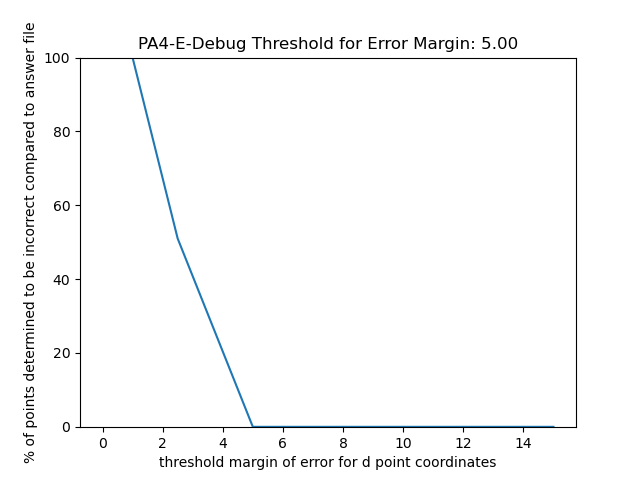 PA4-E-Debug Threshold for Error Margin: 5.00
% of points determined to be incorrect compared to answer file
100
80
60
40
20
0
0 2 4 6 8 10 12 14
threshold margin of error for d point coordinates